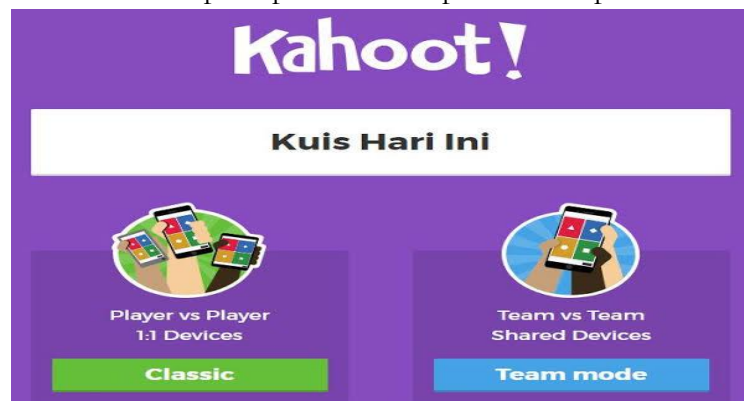 Kahoot!
Kuis Hari Ini
Player vs Player
1:1 Devices
Classic
Team vs Team
Shared Devices
Team mode